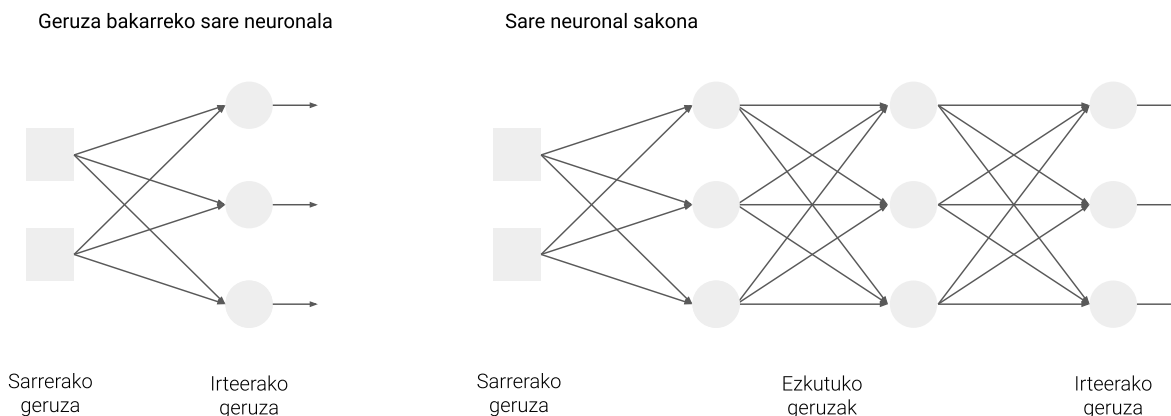 Geruza bakarreko sare neuronala
Sare neuronal sakona
Sarrerako
geruza
Irteerako
geruza
Sarrerako
geruza
Ezkutuko
geruzak
Irteerako
geruza